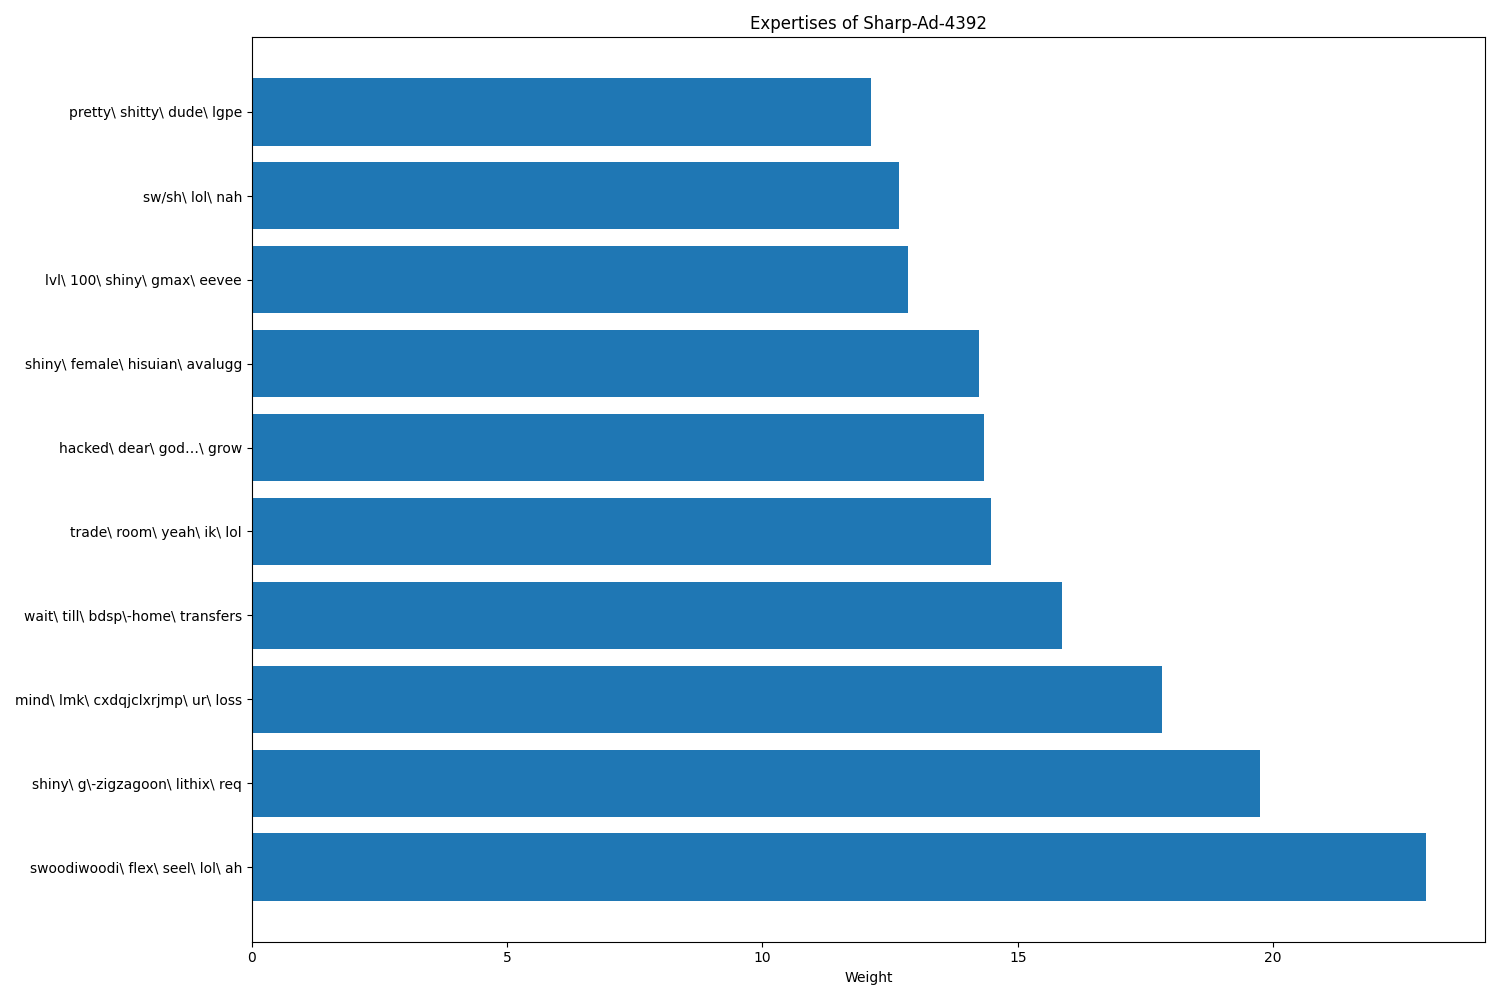 Expertises of Sharp-Ad-4392
pretty\ shitty\ dude\ lgpe
sw/sh\ lol\ nah
lvl\ 100\ shiny\ gmax\ eevee
shiny\ female\ hisuian\ avalugg
hacked\ dear\ god…\ grow
trade\ room\ yeah\ ik\ lol
wait\ till\ bdsp\-home\ transfers
mind\ lmk\ cxdqjclxrjmp\ ur\ loss
shiny\ g\-zigzagoon\ lithix\ req
swoodiwoodi\ flex\ seel\ lol\ ah
0 5 10 15 20
Weight